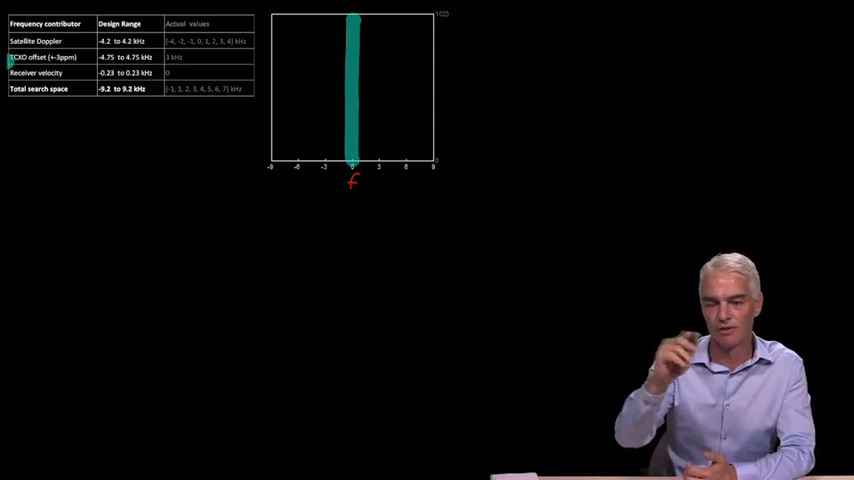 Frequency contributor Design Range Actual values
Satellite Doppler -4.2 to 4.2 kHz [-4, -2, -1, 0, 1, 2, 3, 4] kHz
TCXO offset (+-3ppm) -4.75 to 4.75 kHz 3 kHz
Receiver velocity -0.23 to 0.23 kHz 0
Total search space -9.2 to 9.2 kHz [-1, 1, 2, 3, 4, 5, 6, 7] kHz
1023
0
-9 -6 -3 0 3 6 9
f